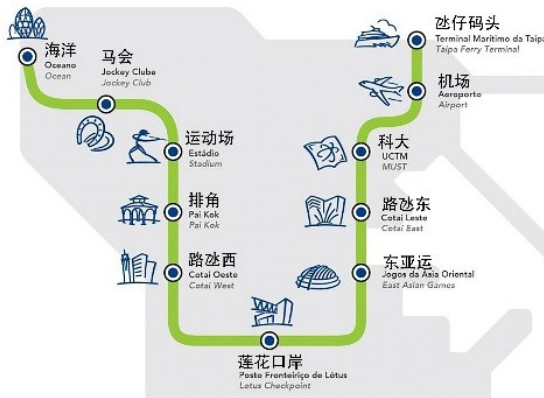 海洋
Oceano
Ocean
马会
Jockey Clube
Jockey Club
运动场
Estádio
Stadium
排角
Pai Kok
Pai Kok
路氹西
Cotai Oeste
Cotai West
莲花口岸
Posto Fronteiriço de Lótus
Lotus Checkpoint
东亚运
Jogos da Ásia Oriental
East Asian Games
路氹东
Cotai Leste
Cotai East
科大
UCTM
MUST
机场
Aeroporto
Airport
氹仔码头
Terminal Marítimo da Taipa
Taipa Ferry Terminal